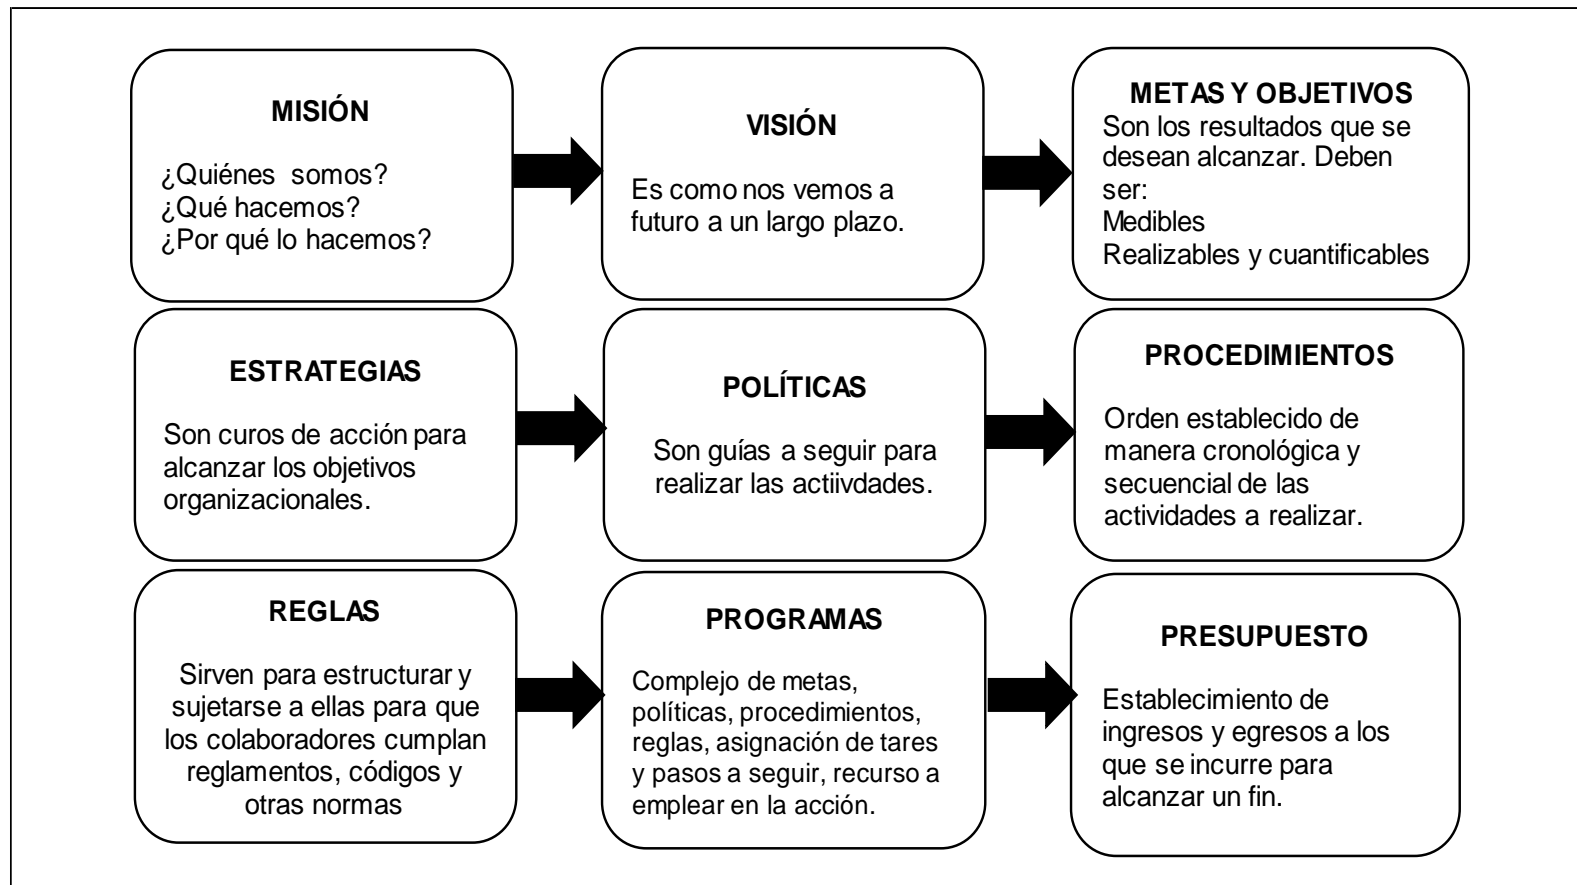 MISIÓN
¿Quiénes somos?
¿Qué hacemos?
¿Por qué lo hacemos?
VISIÓN
Es como nos vemos a
futuro a un largo plazo.
METAS Y OBJETIVOS
Son los resultados que se
desean alcanzar. Deben
ser:
Medibles
Realizables y cuantificables
ESTRATEGIAS
Son curos de acción para
alcanzar los objetivos
organizacionales.
POLÍTICAS
Son guías a seguir para
realizar las actiivdades.
PROCEDIMIENTOS
Orden establecido de
manera cronológica y
secuencial de las
actividades a realizar.
REGLAS
Sirven para estructurar y
sujetarse a ellas para que
los colaboradores cumplan
reglamentos, códigos y
otras normas
PROGRAMAS
Complejo de metas,
políticas, procedimientos,
reglas, asignación de tares
y pasos a seguir, recurso a
emplear en la acción.
PRESUPUESTO
Establecimiento de
ingresos y egresos a los
que se incurre para
alcanzar un fin.